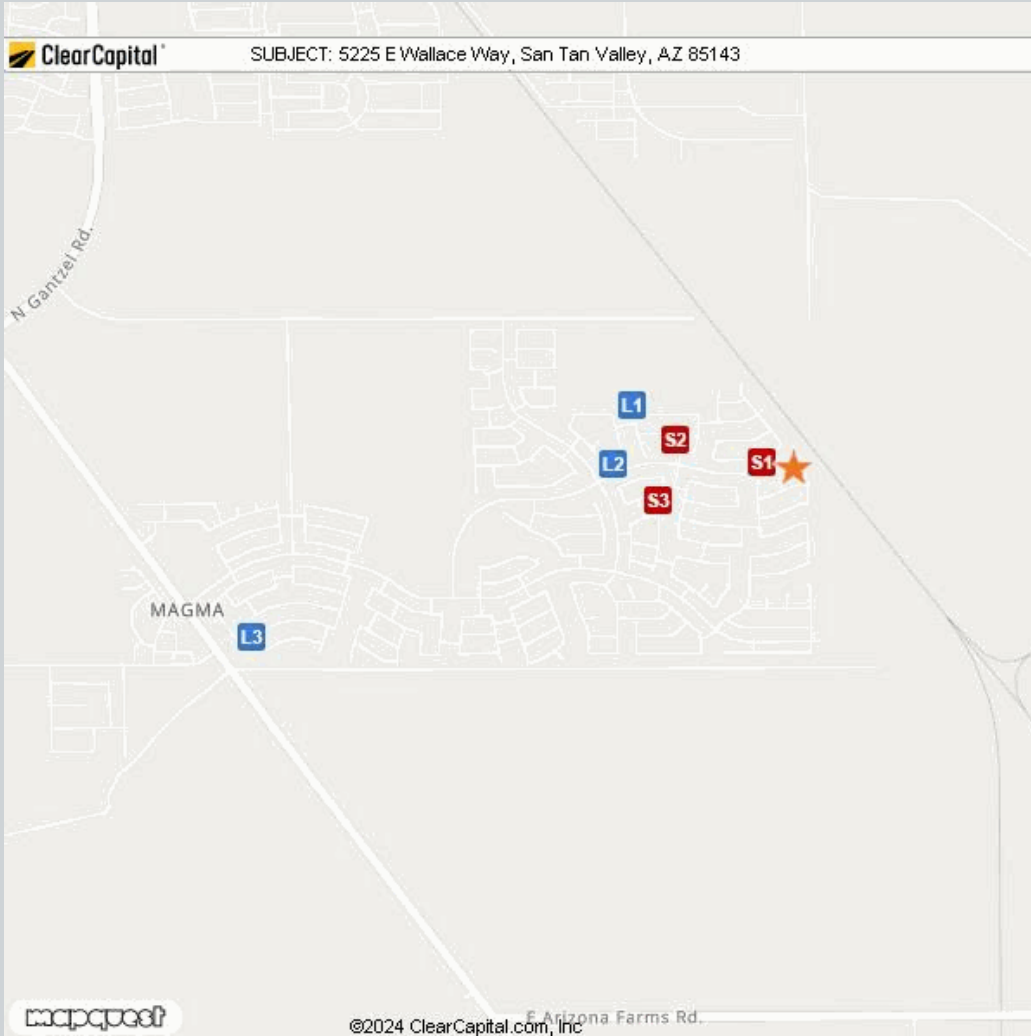 ClearCapital
SUBJECT: 5225 E Wallace Way, San Tan Valley, AZ 85143
N Gantzel Rd.
L1
S2
L2
S1
S3
MAGMA
L3
mapquest
E Arizona Farms Rd.
©2024 ClearCapital.com, Inc